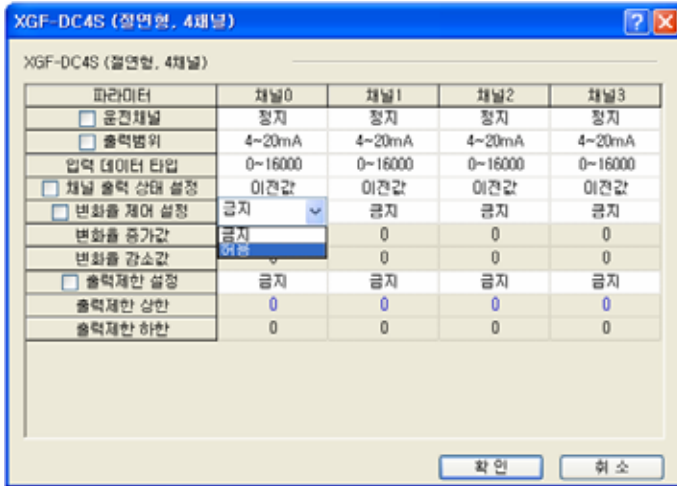 XGF-DC4S (절연형, 4채널)
XGF-DC4S (절연형, 4채널)
파라미터 채널0 채널1 채널2 채널3
운전채널 정지 정지 정지 정지
출력범위 4~20mA 4~20mA 4~20mA 4~20mA
입력 데이터 타입 0~16000 0~16000 0~16000 0~16000
채널 출력 상태 설정 이전값 이전값 이전값 이전값
변화율 제어 설정 금지 금지 금지 금지
변화율 증가값 금지 0 0 0
허용
변화율 감소값 0 0 0
출력제한 설정 금지 금지 금지 금지
출력제한 상한 0 0 0 0
출력제한 하한 0 0 0 0
확인 취소